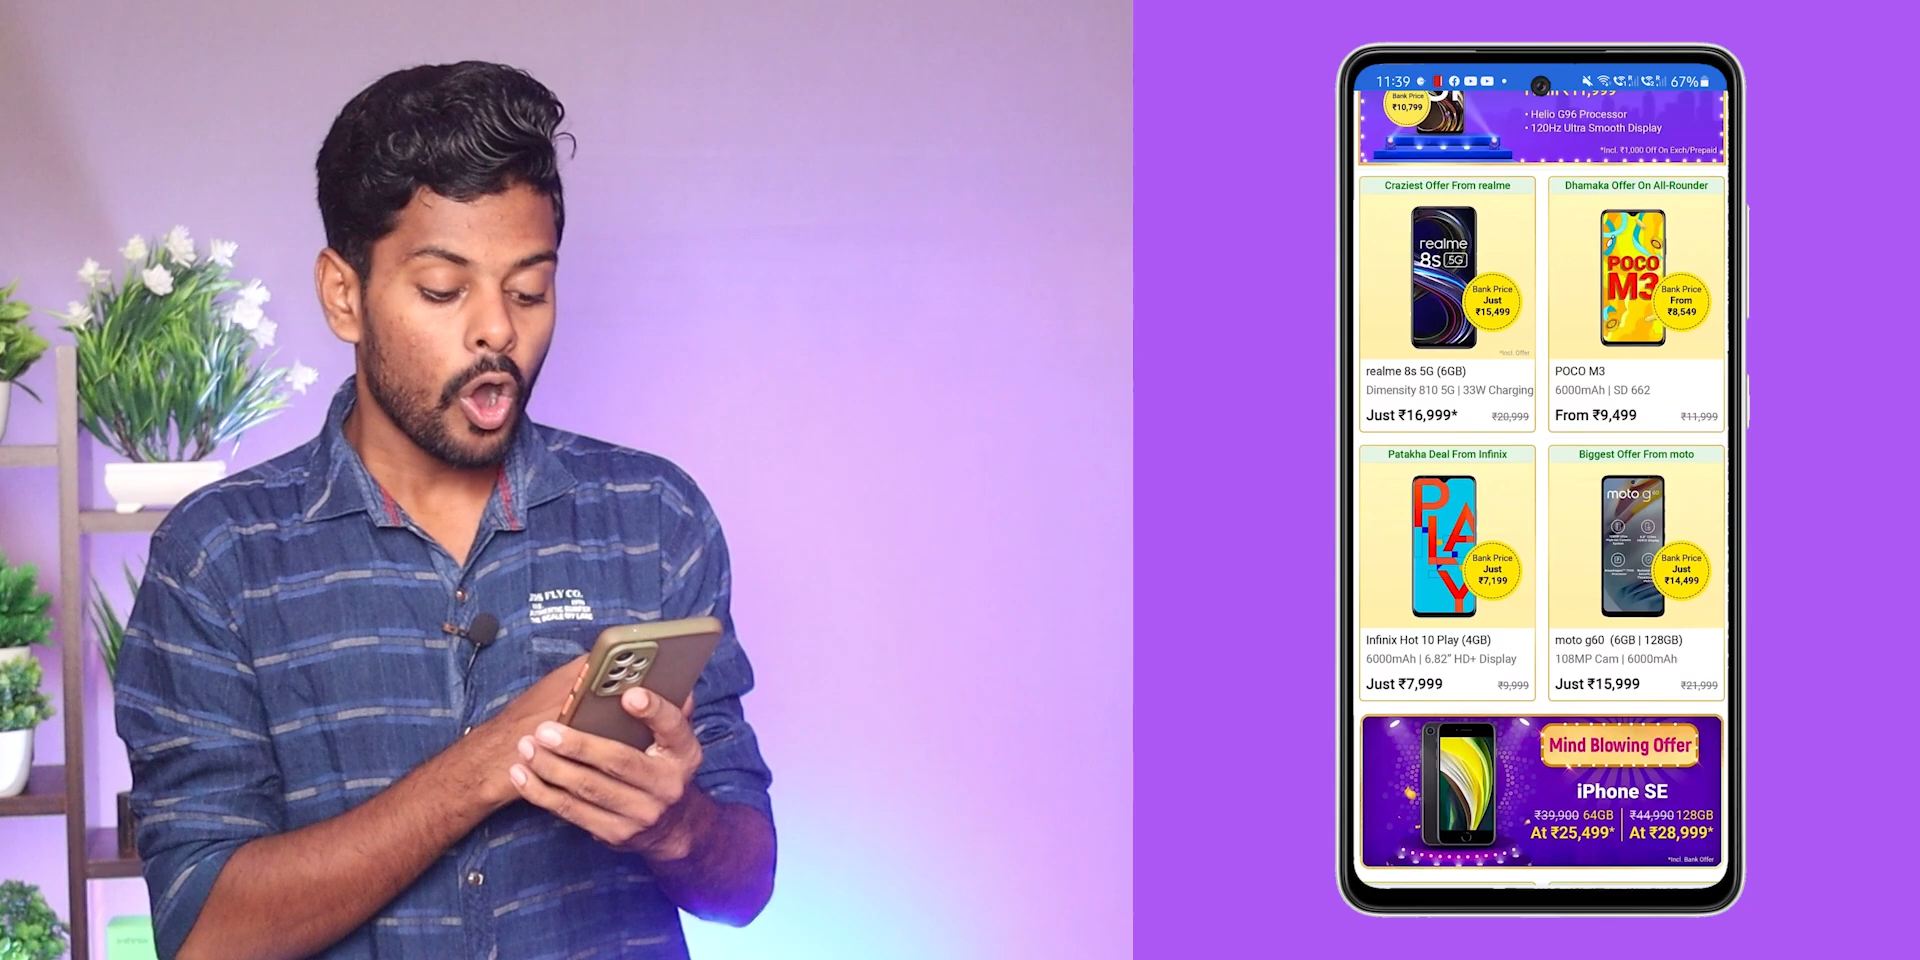 11:39
67%
Bank Price
₹10,799
• Helio G96 Processor
• 120Hz Ultra Smooth Display
*Incl. ₹1,000 Off On Exch/Prepaid
Craziest Offer From realme
realme
8s 5G
Bank Price
Just
₹15,499
*Incl. Offer
realme 8s 5G (6GB)
Dimensity 810 5G | 33W Charging
Just ₹16,999*
₹20,999
Dhamaka Offer On All-Rounder
POCO
M3
Bank Price
From
₹8,549
POCO M3
6000mAh | SD 662
From ₹9,499
₹11,999
Patakha Deal From Infinix
PLAY
Bank Price
Just
₹7,199
Infinix Hot 10 Play (4GB)
6000mAh | 6.82” HD+ Display
Just ₹7,999
₹9,999
Biggest Offer From moto
moto g60
Bank Price
Just
₹14,499
moto g60 (6GB | 128GB)
108MP Cam | 6000mAh
Just ₹15,999
₹21,999
Mind Blowing Offer
iPhone SE
₹39,900 64GB
At ₹25,499*
₹44,990 128GB
At ₹28,999*
*Incl. Bank Offer
FLY CO.